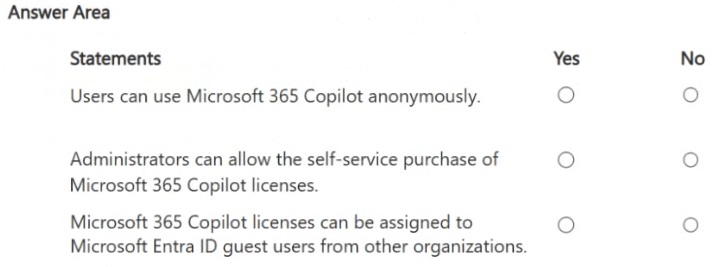 Answer Area
Statements Yes No
Users can use Microsoft 365 Copilot anonymously.
Administrators can allow the self-service purchase of
Microsoft 365 Copilot licenses.
Microsoft 365 Copilot licenses can be assigned to
Microsoft Entra ID guest users from other organizations.